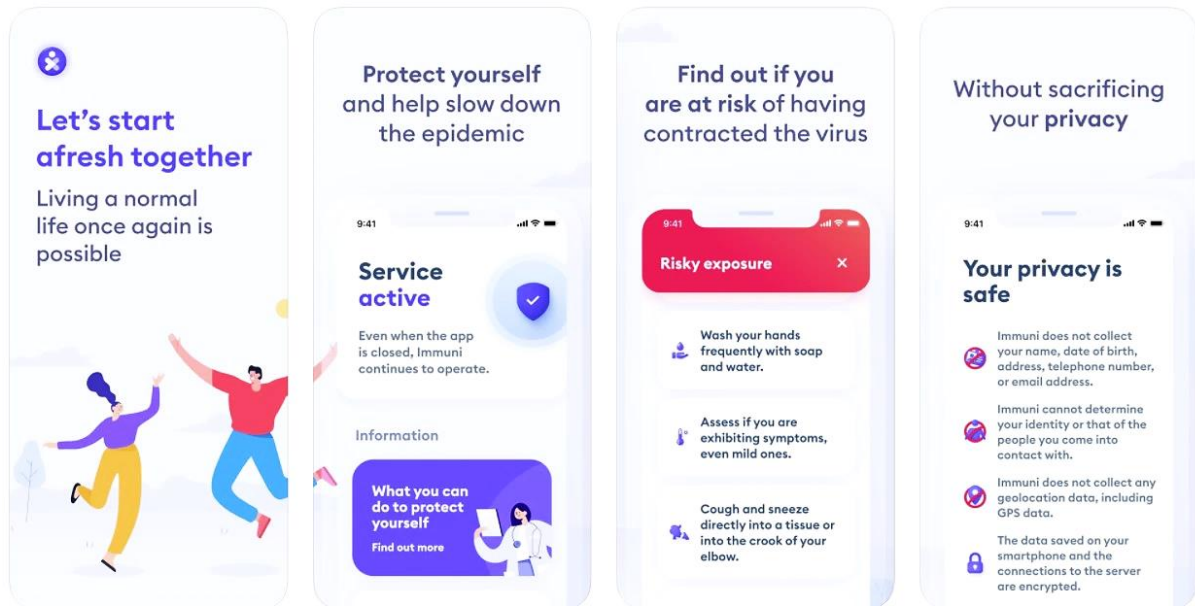 Let's start
afresh together
Living a normal
life once again is
possible
Protect yourself
and help slow down
the epidemic
9:41
Service
active
Even when the app
is closed, Immuni
continues to operate.
Information
What you can
do to protect
yourself
Find out more
Find out if you
are at risk of having
contracted the virus
9:41
Risky exposure
Wash your hands
frequently with soap
and water.
Assess if you are
exhibiting symptoms,
even mild ones.
Cough and sneeze
directly into a tissue or
into the crook of your
elbow.
Without sacrificing
your privacy
9:41
Your privacy is
safe
Immuni does not collect
your name, date of birth,
address, telephone number,
or email address.
Immuni cannot determine
your identity or that of the
people you come into
contact with.
Immuni does not collect any
geolocation data, including
GPS data.
The data saved on your
smartphone and the
connections to the server
are encrypted.